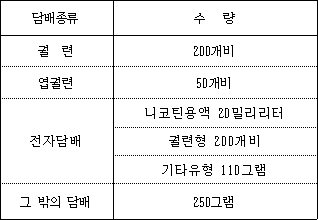 담배종류 수 량
궐 련 200개비
엽궐련 50개비
전자담배 니코틴용액 20밀리리터
궐련형 200개비
기타유형 110그램
그 밖의 담배 250그램